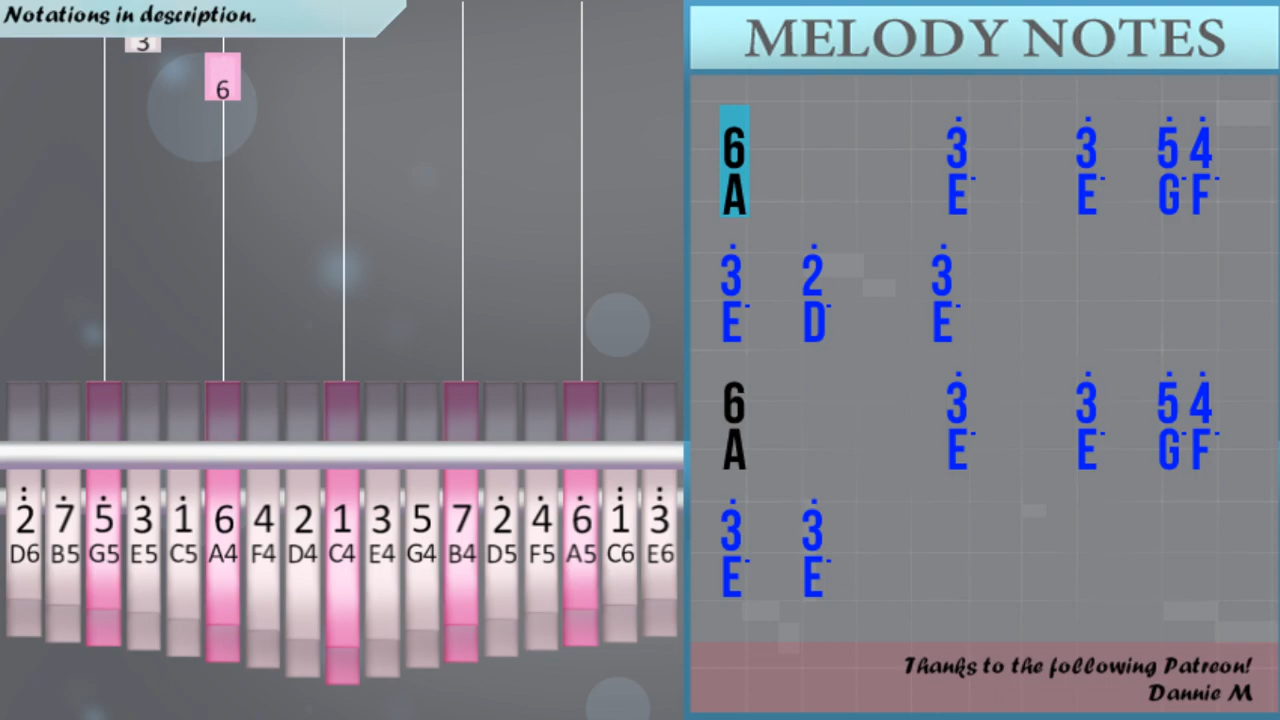 Notations in description.
3
6
2̈ 7̇ 5̇ 3̇ 1̇ 6 4 2 1 3 5 7 2̇ 4̇ 6̇ 1̈ 3̈
D6 B5 G5 E5 C5 A4 F4 D4 C4 E4 G4 B4 D5 F5 A5 C6 E6
MELODY NOTES
6 3̇ 3̇ 5̇ 4̇
A E˙ E˙ G˙ F˙
3̇ 2̇ 3̇
E˙ D˙ E˙
6 3̇ 3̇ 5̇ 4̇
A E˙ E˙ G˙ F˙
3̇ 3̇
E˙ E˙
Thanks to the following Patreon!
Dannie M